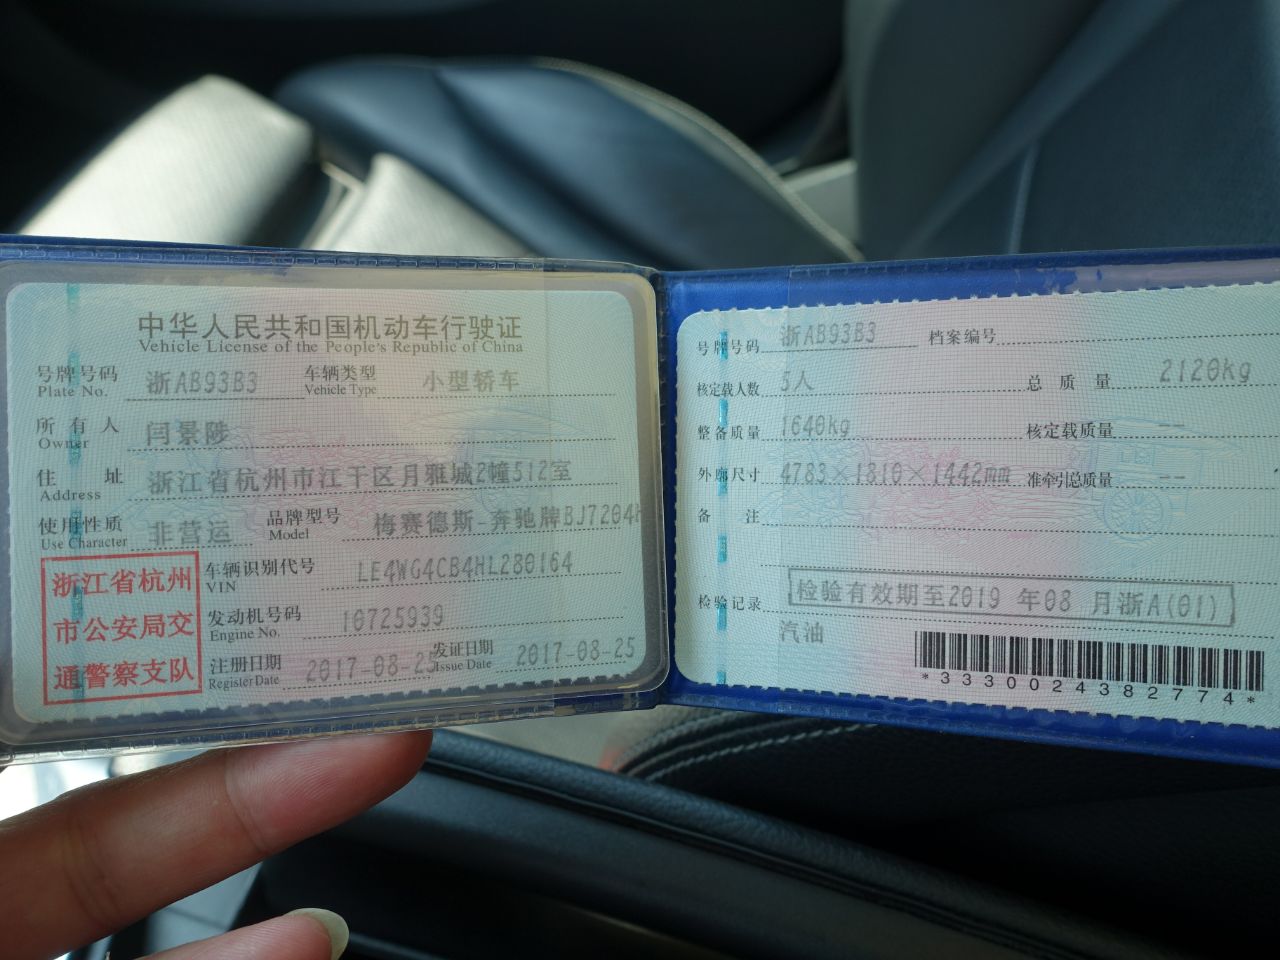 中华人民共和国机动车行驶证
Vehicle License of the People's Republic of China
号牌号码 浙AB93B3 车辆类型 小型轿车
Plate No. Vehicle Type
所有人 闫景陟
Owner
住址 浙江省杭州市江干区月雅城2幢512室
Address
使用性质 非营运 品牌型号 梅赛德斯-奔驰牌BJ7204H
Use Character Model
浙江省杭州
市公安局交
通警察支队
车辆识别代号 LE4WG4CB4HL280164
VIN
发动机号码 10725939
Engine No.
注册日期 2017-08-25 发证日期 2017-08-25
Register Date Issue Date
号牌号码 浙AB93B3 档案编号
核定载人数 5人 总质量 2120kg
整备质量 1640kg 核定载质量 --
外廓尺寸 4783×1810×1442mm 准牵引总质量 --
备注
检验记录 检验有效期至2019 年08 月浙A(01)
汽油
*3330024382774*